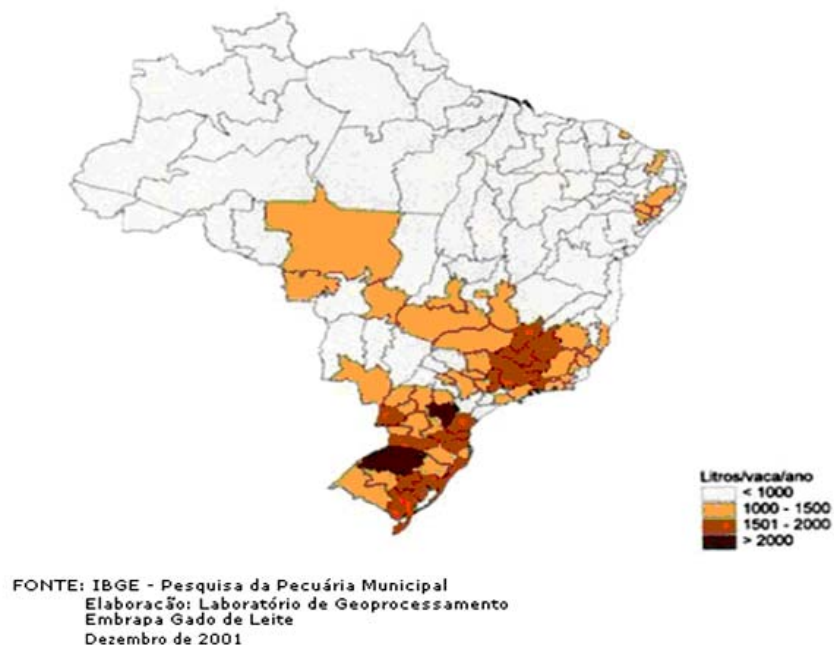 Litros/vaca/ano
< 1000
1000 - 1500
1501 - 2000
> 2000
FONTE: IBGE - Pesquisa da Pecuária Municipal
Elaboracão: Laboratório de Geoprocessamento
Embrapa Gado de Leite
Dezembro de 2001